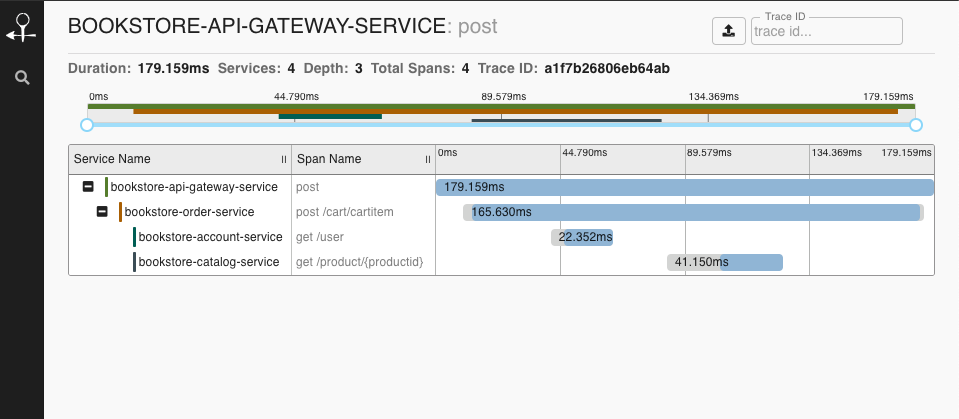 BOOKSTORE-API-GATEWAY-SERVICE: post
Trace ID
trace id...
Duration: 179.159ms Services: 4 Depth: 3 Total Spans: 4 Trace ID: a1f7b26806eb64ab
0ms 44.790ms 89.579ms 134.369ms 179.159ms
Service Name Span Name 0ms 44.790ms 89.579ms 134.369ms 179.159ms
bookstore-api-gateway-service post 179.159ms
bookstore-order-service post /cart/cartitem 165.630ms
bookstore-account-service get /user 22.352ms
bookstore-catalog-service get /product/{productid} 41.150ms